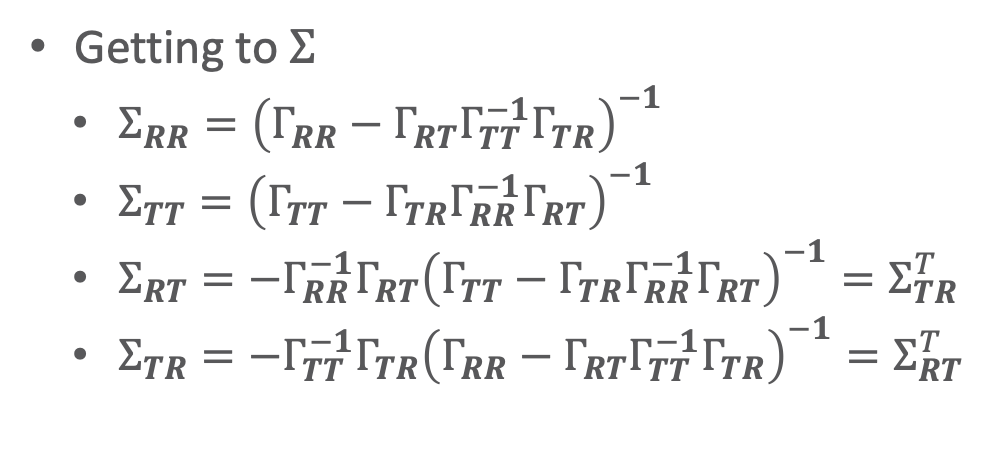 • Getting to Σ
• Σ_RR = (Γ_RR − Γ_RT Γ_TT^−1 Γ_TR)^−1
• Σ_TT = (Γ_TT − Γ_TR Γ_RR^−1 Γ_RT)^−1
• Σ_RT = −Γ_RR^−1 Γ_RT (Γ_TT − Γ_TR Γ_RR^−1 Γ_RT)^−1 = Σ_TR^T
• Σ_TR = −Γ_TT^−1 Γ_TR (Γ_RR − Γ_RT Γ_TT^−1 Γ_TR)^−1 = Σ_RT^T